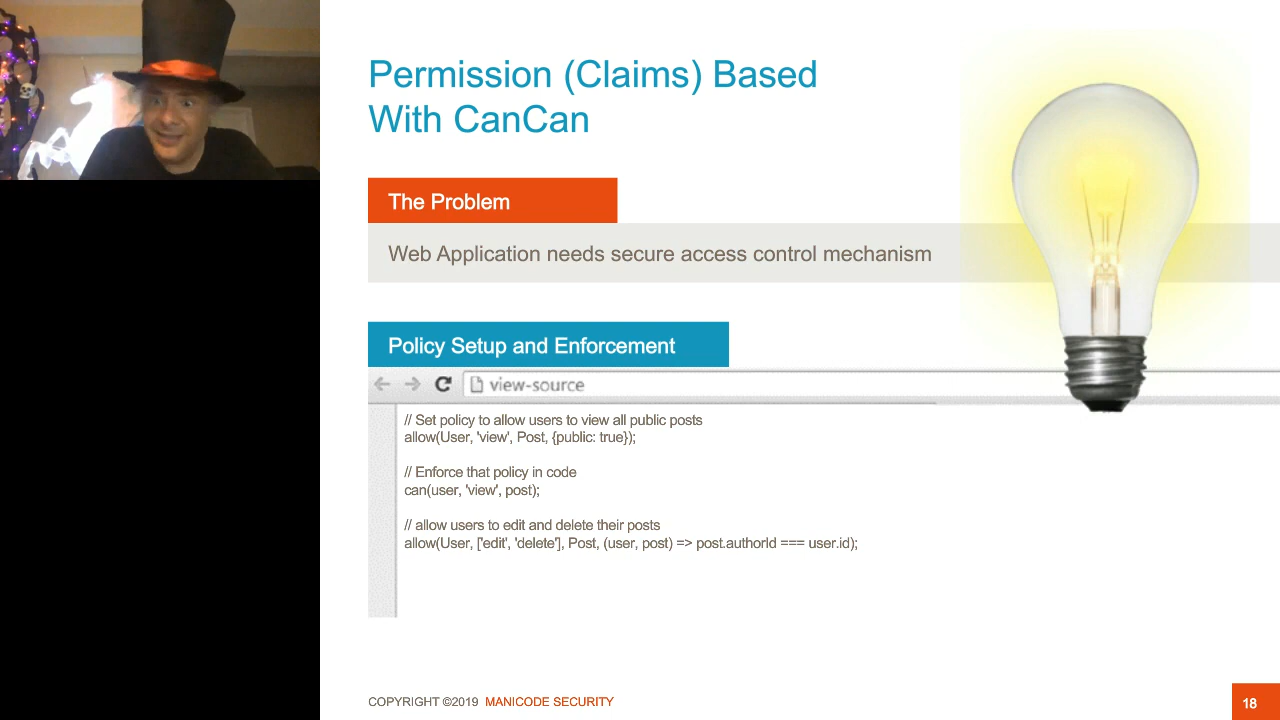 Permission (Claims) Based
With CanCan
The Problem
Web Application needs secure access control mechanism
Policy Setup and Enforcement
view-source
// Set policy to allow users to view all public posts
allow(User, 'view', Post, {public: true});
// Enforce that policy in code
can(user, 'view', post);
// allow users to edit and delete their posts
allow(User, ['edit', 'delete'], Post, (user, post) => post.authorId === user.id);
COPYRIGHT ©2019 MANICODE SECURITY
18